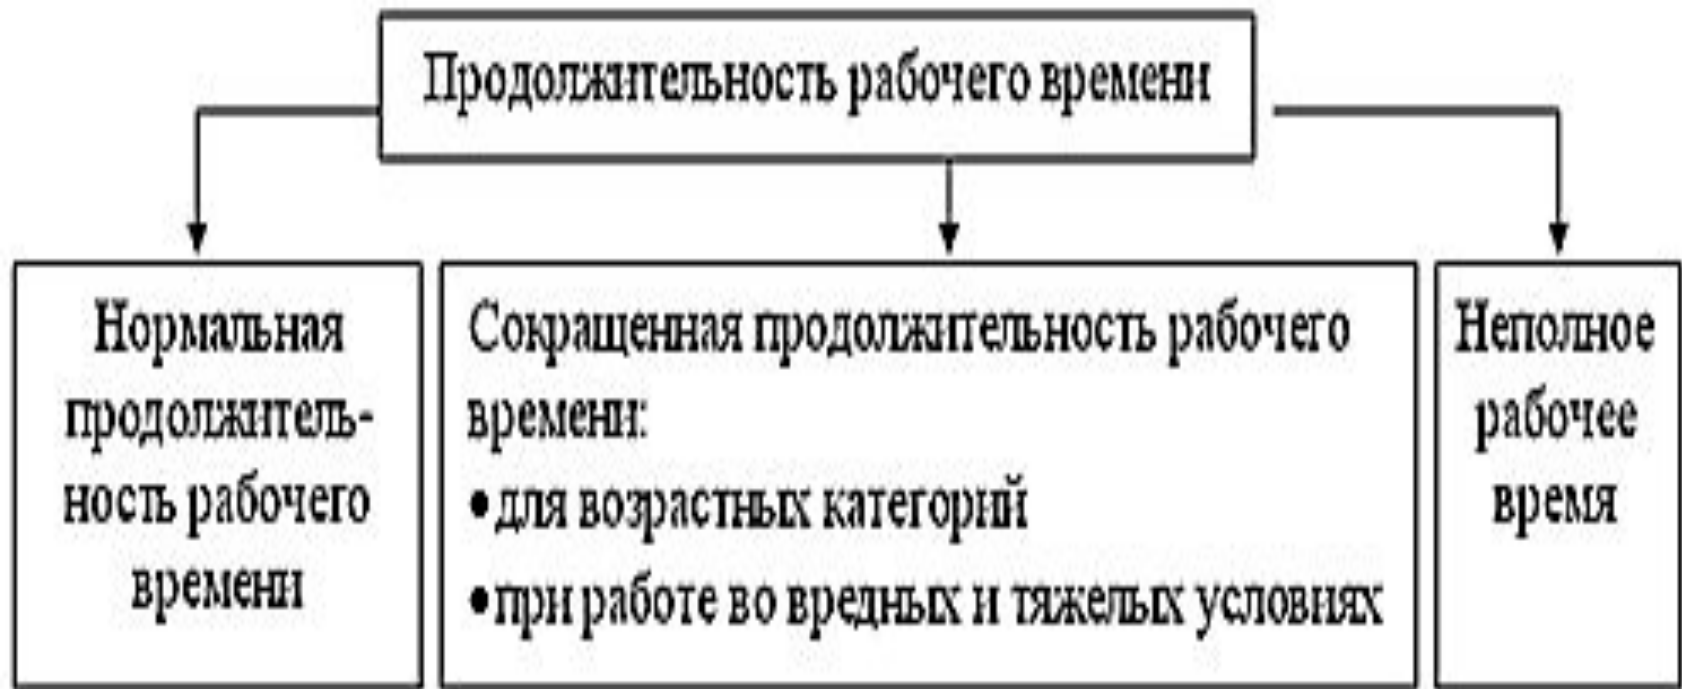 Продолжительность рабочего времени
Нормальная
продолжитель-
ность рабочего
времени
Сокращенная продолжительность рабочего
времени:
•для возрастных категорий
•при работе во вредных и тяжелых условиях
Неполное
рабочее
время